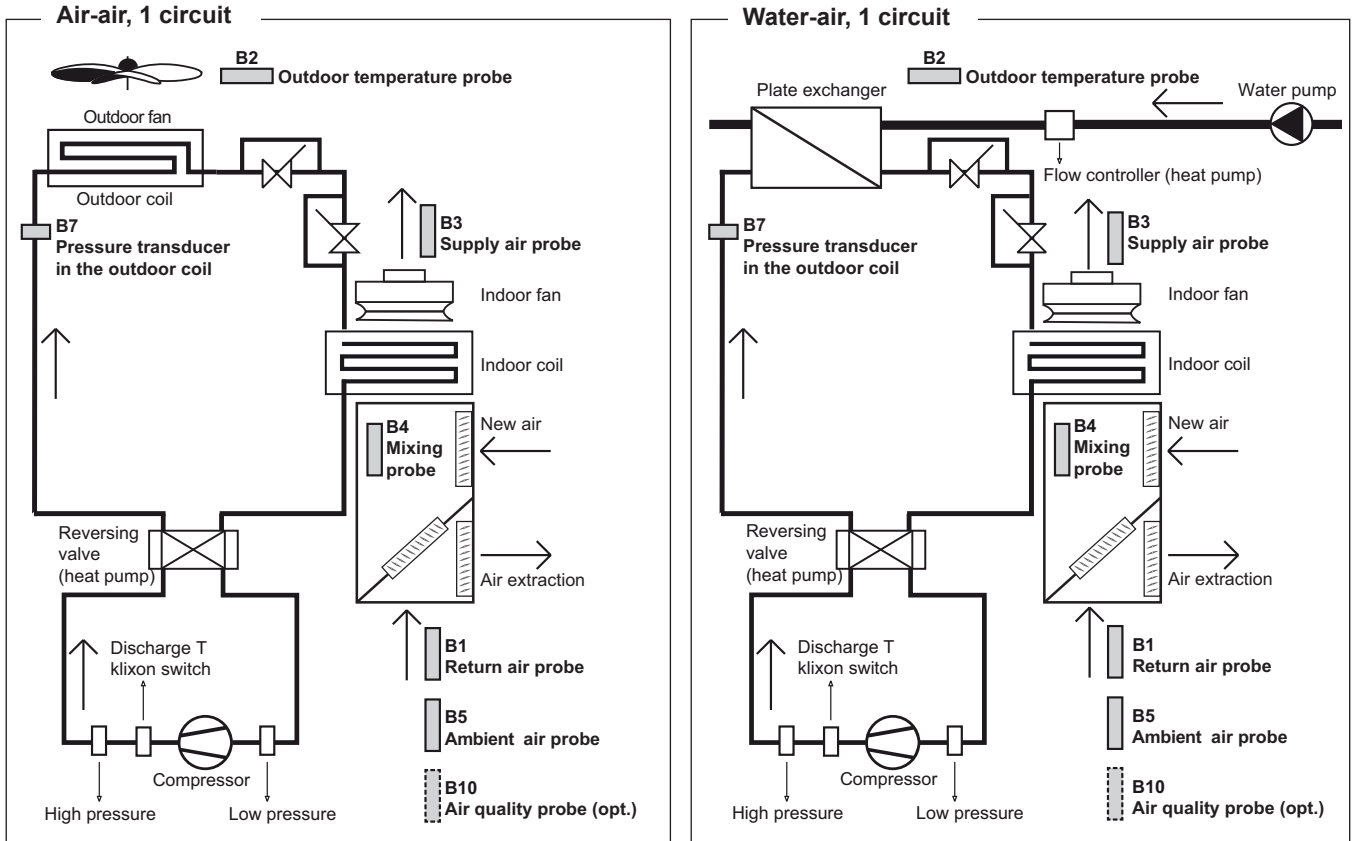 Air-air, 1 circuit
B2
Outdoor temperature probe
Outdoor fan
Outdoor coil
B7
Pressure transducer
in the outdoor coil
B3
Supply air probe
Indoor fan
Indoor coil
B4
Mixing
probe
New air
Reversing
valve
(heat pump)
Air extraction
Discharge T
klixon switch
B1
Return air probe
B5
Ambient air probe
Compressor
B10
Air quality probe (opt.)
High pressure
Low pressure
Water-air, 1 circuit
B2
Outdoor temperature probe
Plate exchanger
Water pump
Flow controller (heat pump)
B7
Pressure transducer
in the outdoor coil
B3
Supply air probe
Indoor fan
Indoor coil
B4
Mixing
probe
New air
Reversing
valve
(heat pump)
Air extraction
Discharge T
klixon switch
B1
Return air probe
B5
Ambient air probe
Compressor
B10
Air quality probe (opt.)
High pressure
Low pressure